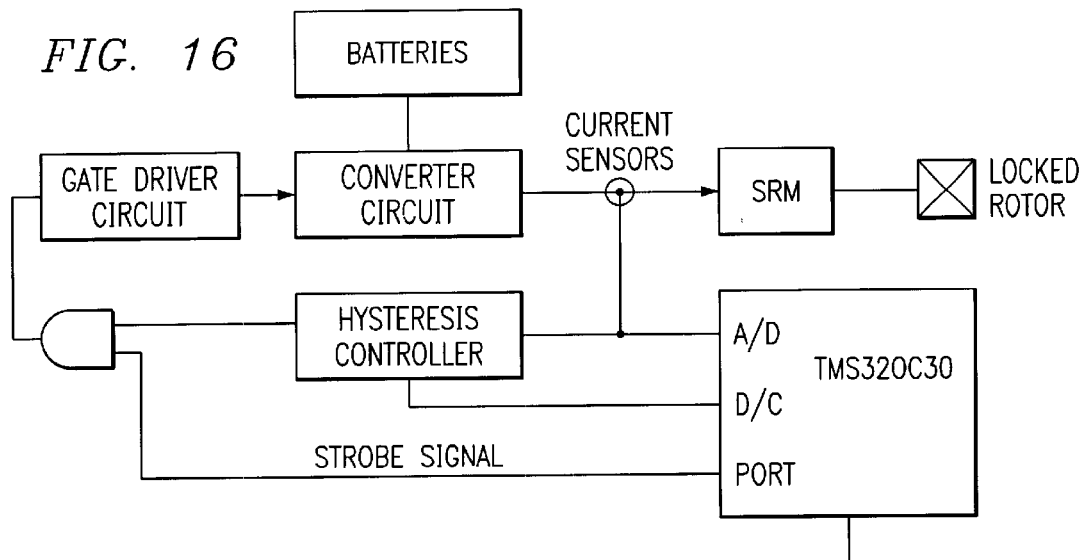 FIG. 16
BATTERIES
CURRENT
SENSORS
GATE DRIVER
CIRCUIT
CONVERTER
CIRCUIT
SRM
LOCKED
ROTOR
HYSTERESIS
CONTROLLER
A/D
TMS320C30
D/C
STROBE SIGNAL
PORT